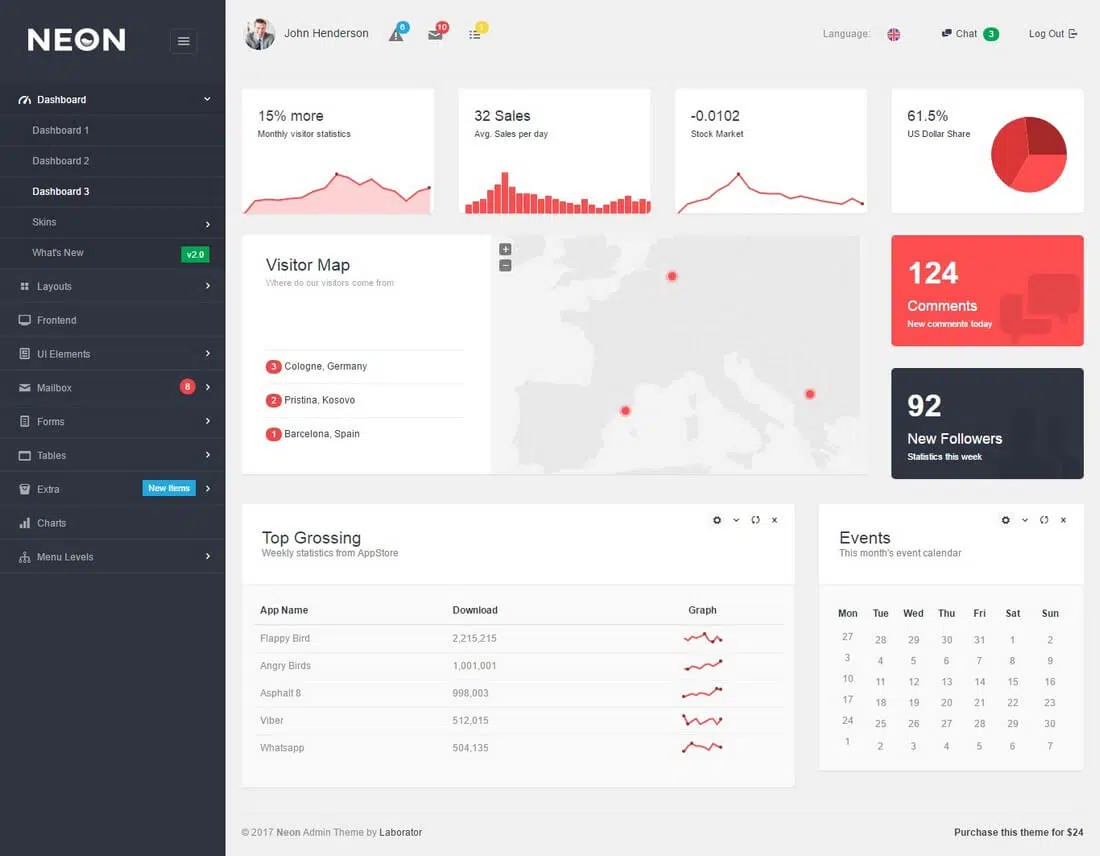 NEON
John Henderson
6
10
1
Language:
Chat 3
Log Out
Dashboard
Dashboard 1
Dashboard 2
Dashboard 3
Skins
What's New v2.0
Layouts
Frontend
UI Elements
Mailbox 8
Forms
Tables
Extra New Items
Charts
Menu Levels
15% more
Monthly visitor statistics
32 Sales
Avg. Sales per day
-0.0102
Stock Market
61.5%
US Dollar Share
Visitor Map
Where do our visitors come from
3 Cologne, Germany
2 Pristina, Kosovo
1 Barcelona, Spain
+
−
124
Comments
New comments today
92
New Followers
Statistics this week
Top Grossing
Weekly statistics from AppStore
App Name Download Graph
Flappy Bird 2,215,215
Angry Birds 1,001,001
Asphalt 8 998,003
Viber 512,015
Whatsapp 504,135
Events
This month's event calendar
Mon Tue Wed Thu Fri Sat Sun
27 28 29 30 31 1 2
3 4 5 6 7 8 9
10 11 12 13 14 15 16
17 18 19 20 21 22 23
24 25 26 27 28 29 30
1 2 3 4 5 6 7
© 2017 Neon Admin Theme by Laborator
Purchase this theme for $24